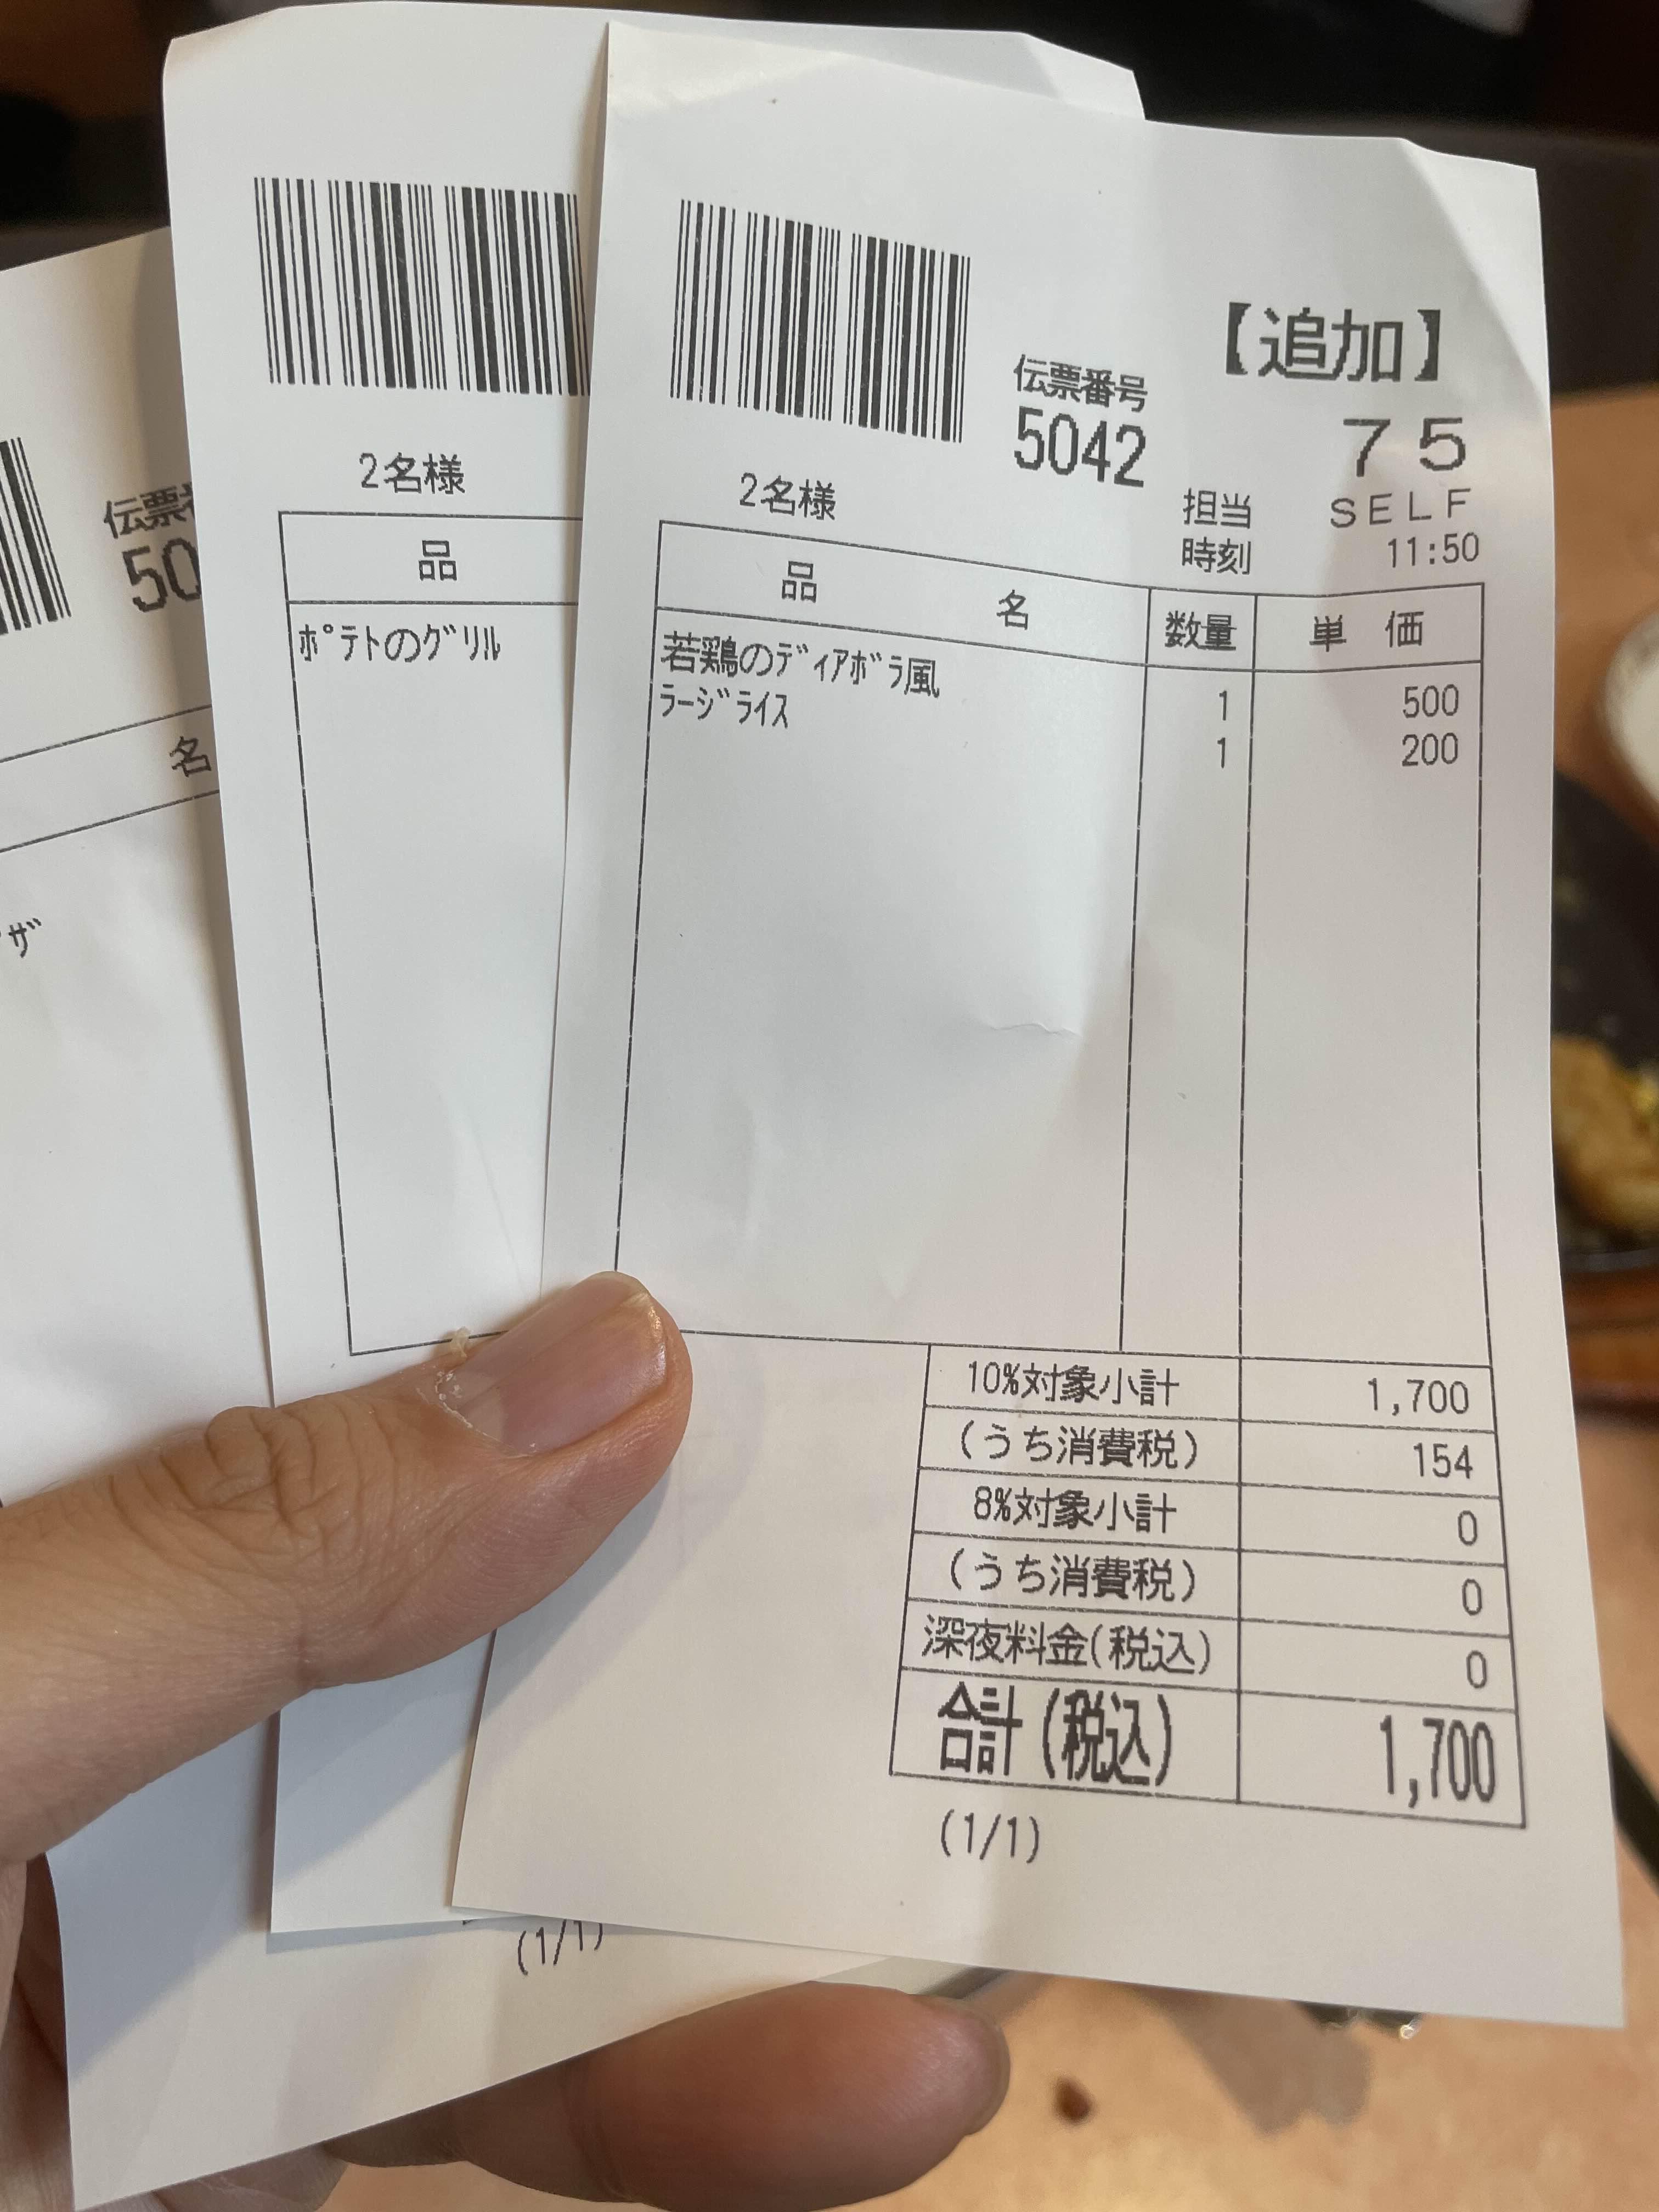 【追加】
伝票番号
5042
75
担当 SELF
時刻 11:50
2名様
品 名 数量 単 価
若鶏のﾃﾞｨｱﾎﾞﾗ風 1 500
ﾗｰｼﾞﾗｲｽ 1 200
10%対象小計 1,700
(うち消費税) 154
8%対象小計 0
(うち消費税) 0
深夜料金(税込) 0
合計(税込) 1,700
(1/1)
2名様
品
ﾎﾟﾃﾄのｸﾞﾘﾙ
(1/1)
伝票
50
名
ｻﾞ